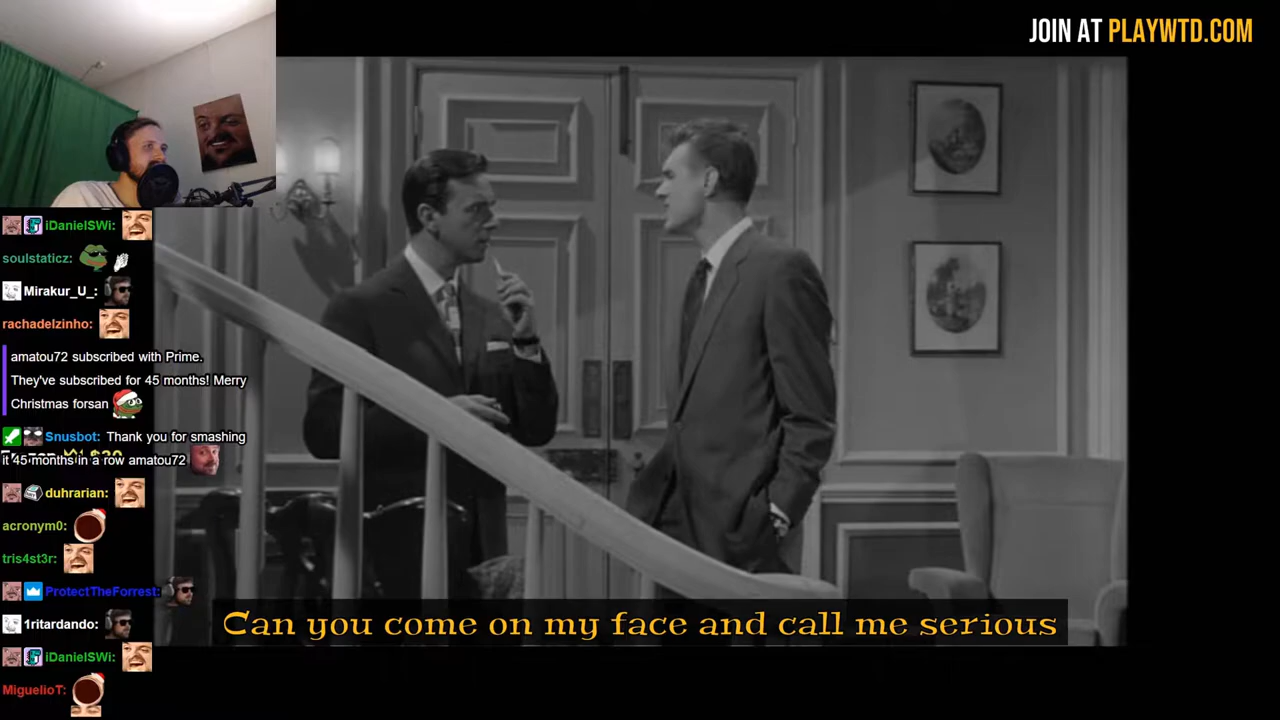 JOIN AT PLAYWTD.COM
iDanielSWi:
soulstaticz:
Mirakur_U_:
rachadelzinho:
amatou72 subscribed with Prime.
They've subscribed for 45 months! Merry
Christmas forsan
Snusbot: Thank you for smashing
it 45 months in a row amatou72
duhrarian:
acronym0:
tris4st3r:
ProtectTheForrest:
1ritardando:
iDanielSWi:
MiguelioT:
Can you come on my face and call me serious